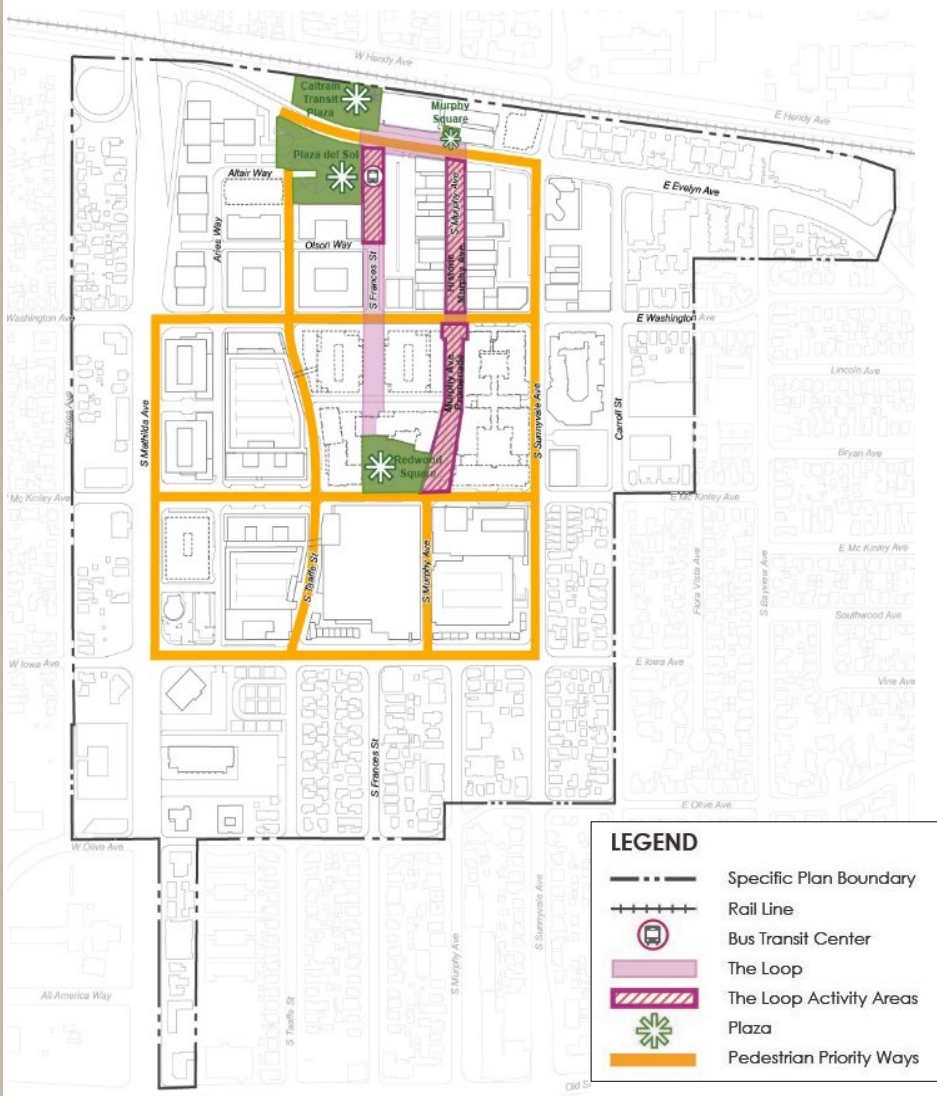 W Hendy Ave
Caltrain
Transit
Plaza
Murphy
Square
E Hendy Ave
Plaza del Sol
Altair Way
E Evelyn Ave
Aries Way
Olson Way
S Frances St
S Murphy Ave
Historic
Murphy Ave
Washington Ave
E Washington Ave
Charles Ave
S Mathilda Ave
Murphy Ave
Promenade
S Sunnyvale Ave
Carroll St
Lincoln Ave
Bryan Ave
Redwood
Square
W Mc Kinley Ave
E Mc Kinley Ave
E Mc Kinley Ave
S Taaffe St
S Murphy Ave
Flora Vista Ave
S Bayview Ave
Southwood Ave
W Iowa Ave
E Iowa Ave
Vine Ave
S Frances St
E Olive Ave
W Olive Ave
All America Way
S Taaffe St
S Murphy Ave
S Sunnyvale Ave
Old
LEGEND
Specific Plan Boundary
Rail Line
Bus Transit Center
The Loop
The Loop Activity Areas
Plaza
Pedestrian Priority Ways